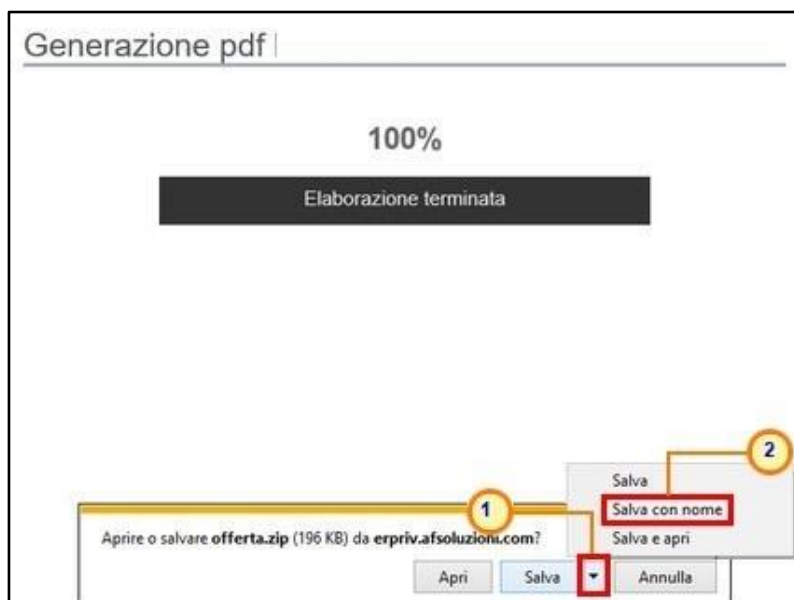 Generazione pdf
100%
Elaborazione terminata
2
Salva
1
Salva con nome
Aprire o salvare offerta.zip (196 KB) da erpriv.afsoluzioni.com?
Salva e apri
Apri
Salva
Annulla